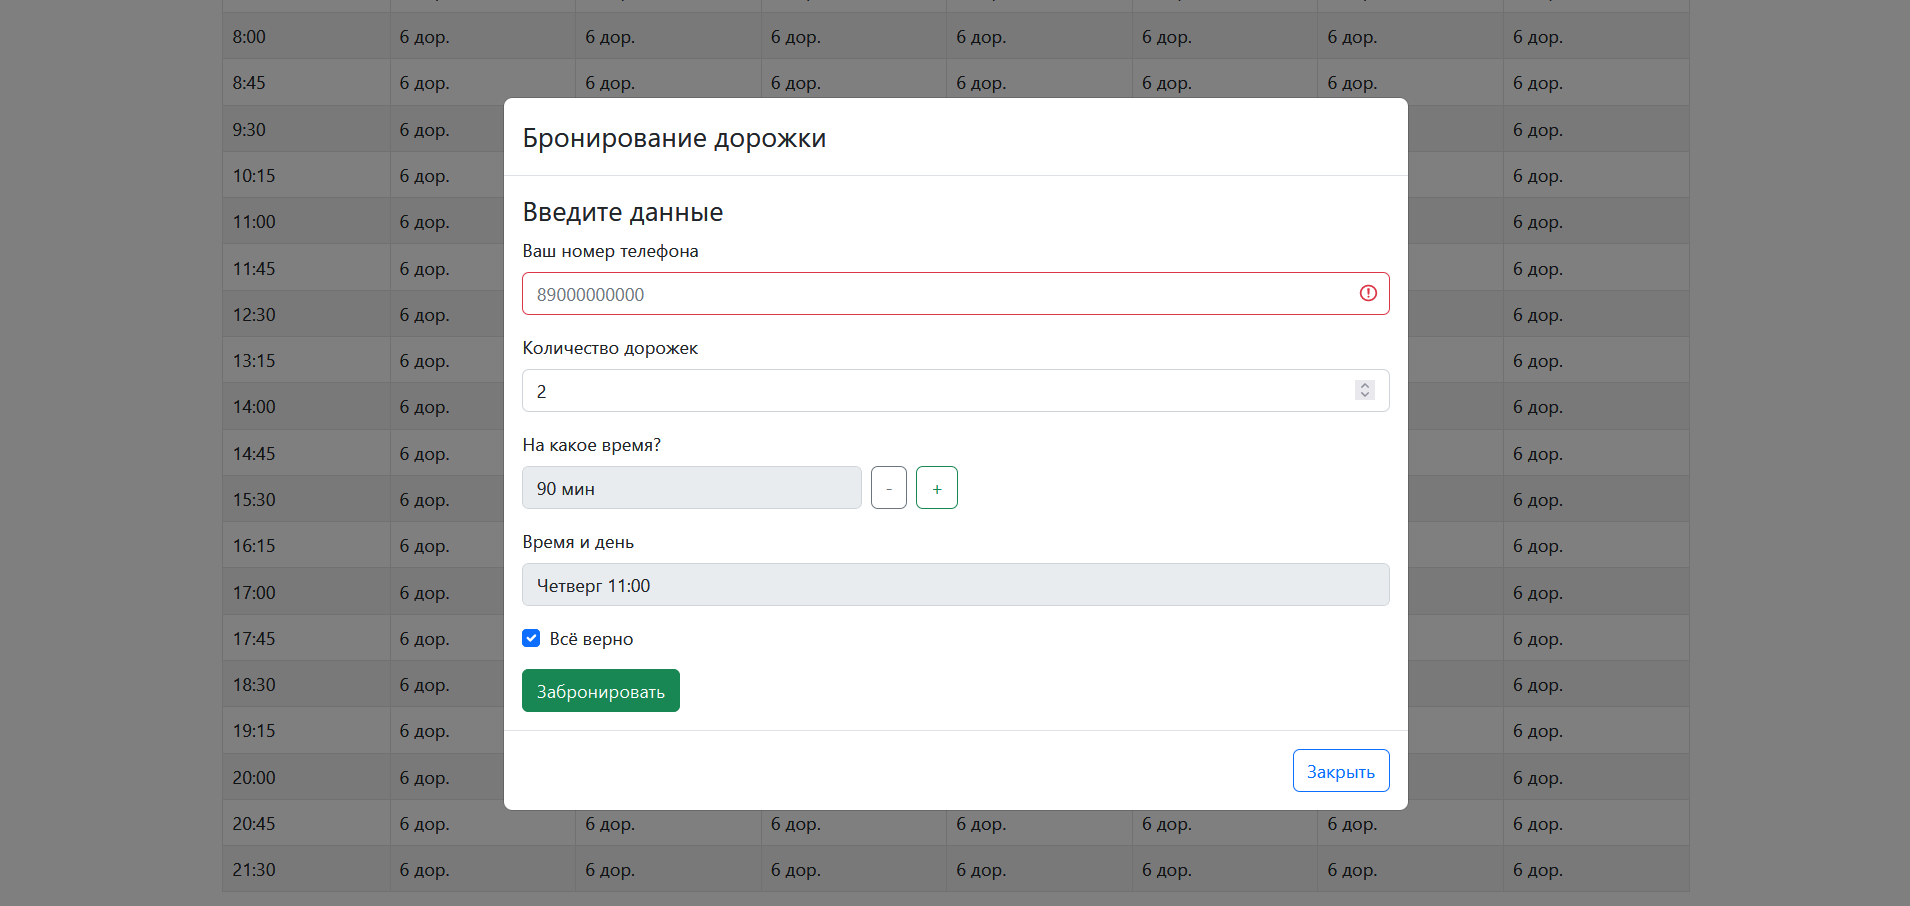 8:00 6 дор. 6 дор. 6 дор. 6 дор. 6 дор. 6 дор. 6 дор.
8:45 6 дор. 6 дор. 6 дор. 6 дор. 6 дор. 6 дор. 6 дор.
9:30 6 дор. 6 дор.
10:15 6 дор. 6 дор.
11:00 6 дор. 6 дор.
11:45 6 дор. 6 дор.
12:30 6 дор. 6 дор.
13:15 6 дор. 6 дор.
14:00 6 дор. 6 дор.
14:45 6 дор. 6 дор.
15:30 6 дор. 6 дор.
16:15 6 дор. 6 дор.
17:00 6 дор. 6 дор.
17:45 6 дор. 6 дор.
18:30 6 дор. 6 дор.
19:15 6 дор. 6 дор.
20:00 6 дор. 6 дор.
20:45 6 дор. 6 дор. 6 дор. 6 дор. 6 дор. 6 дор. 6 дор.
21:30 6 дор. 6 дор. 6 дор. 6 дор. 6 дор. 6 дор. 6 дор.
Бронирование дорожки
Введите данные
Ваш номер телефона
89000000000
Количество дорожек
2
На какое время?
90 мин - +
Время и день
Четверг 11:00
Всё верно
Забронировать
Закрыть